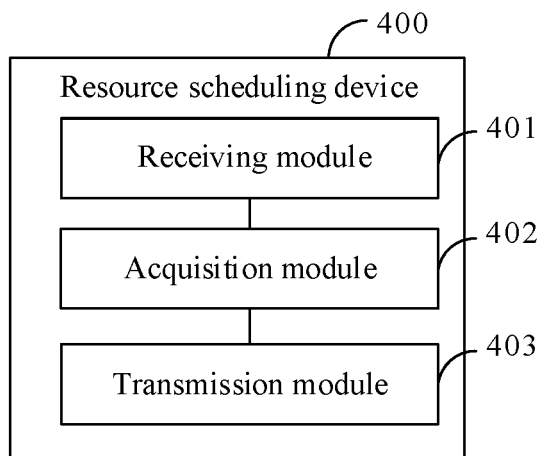 400
Resource scheduling device
Receiving module
401
Acquisition module
402
Transmission module
403